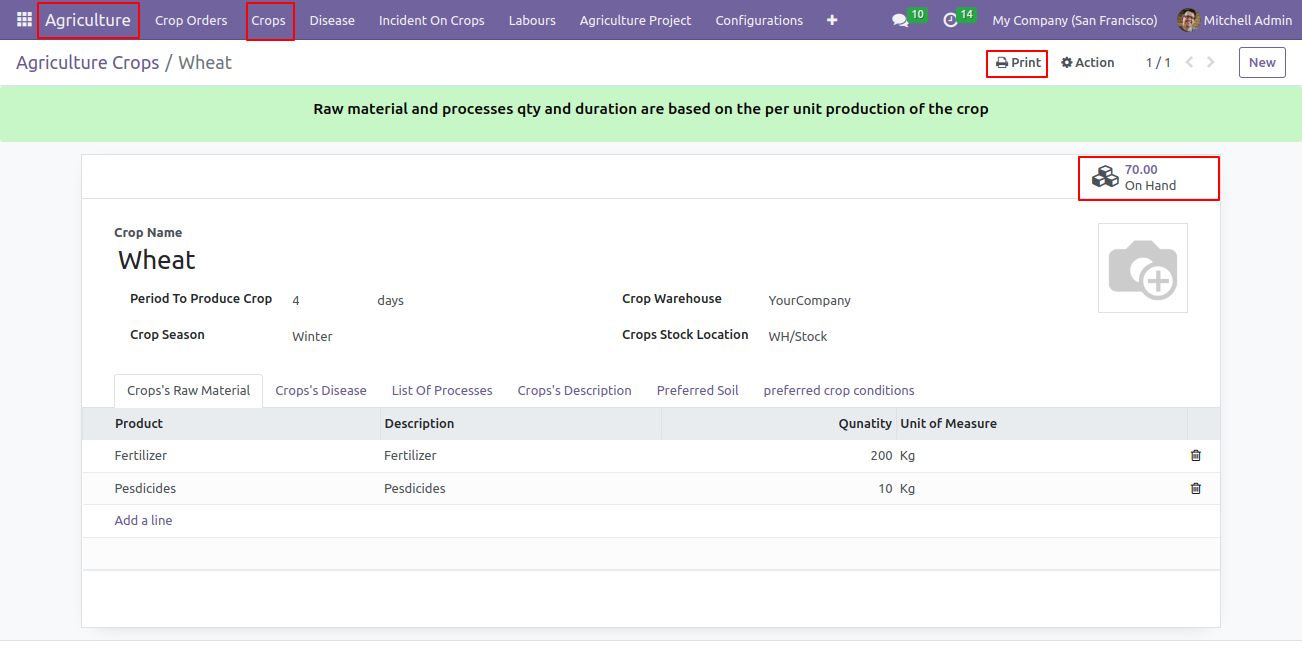 Agriculture Crop Orders Crops Disease Incident On Crops Labours Agriculture Project Configurations + 10 14 My Company (San Francisco) Mitchell Admin
Agriculture Crops / Wheat Print Action 1 / 1 New
Raw material and processes qty and duration are based on the per unit production of the crop
70.00
On Hand
Crop Name
Wheat
Period To Produce Crop 4 days Crop Warehouse YourCompany
Crop Season Winter Crops Stock Location WH/Stock
Crops's Raw Material Crops's Disease List Of Processes Crops's Description Preferred Soil preferred crop conditions
Product Description Qunatity Unit of Measure
Fertilizer Fertilizer 200 Kg
Pesdicides Pesdicides 10 Kg
Add a line